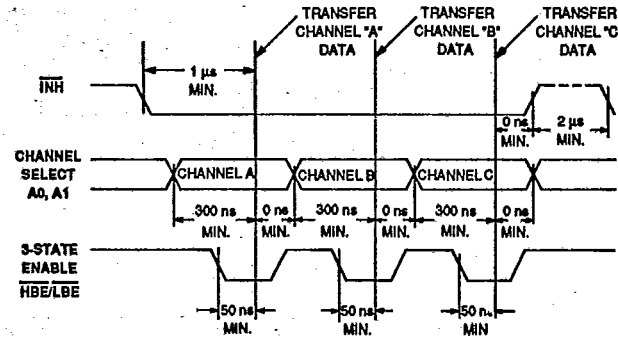 TRANSFER CHANNEL "A" DATA
TRANSFER CHANNEL "B" DATA
TRANSFER CHANNEL "C DATA
INH
1 µs MIN.
0 ns MIN.
2 µs MIN.
CHANNEL SELECT A0, A1
CHANNEL A
CHANNEL B
CHANNEL C
300 ns MIN.
0 ns MIN.
300 ns MIN.
0 ns MIN.
300 ns MIN.
0 ns MIN.
3-STATE ENABLE HBE/LBE
50 ns MIN.
50 ns MIN.
50 n. MIN